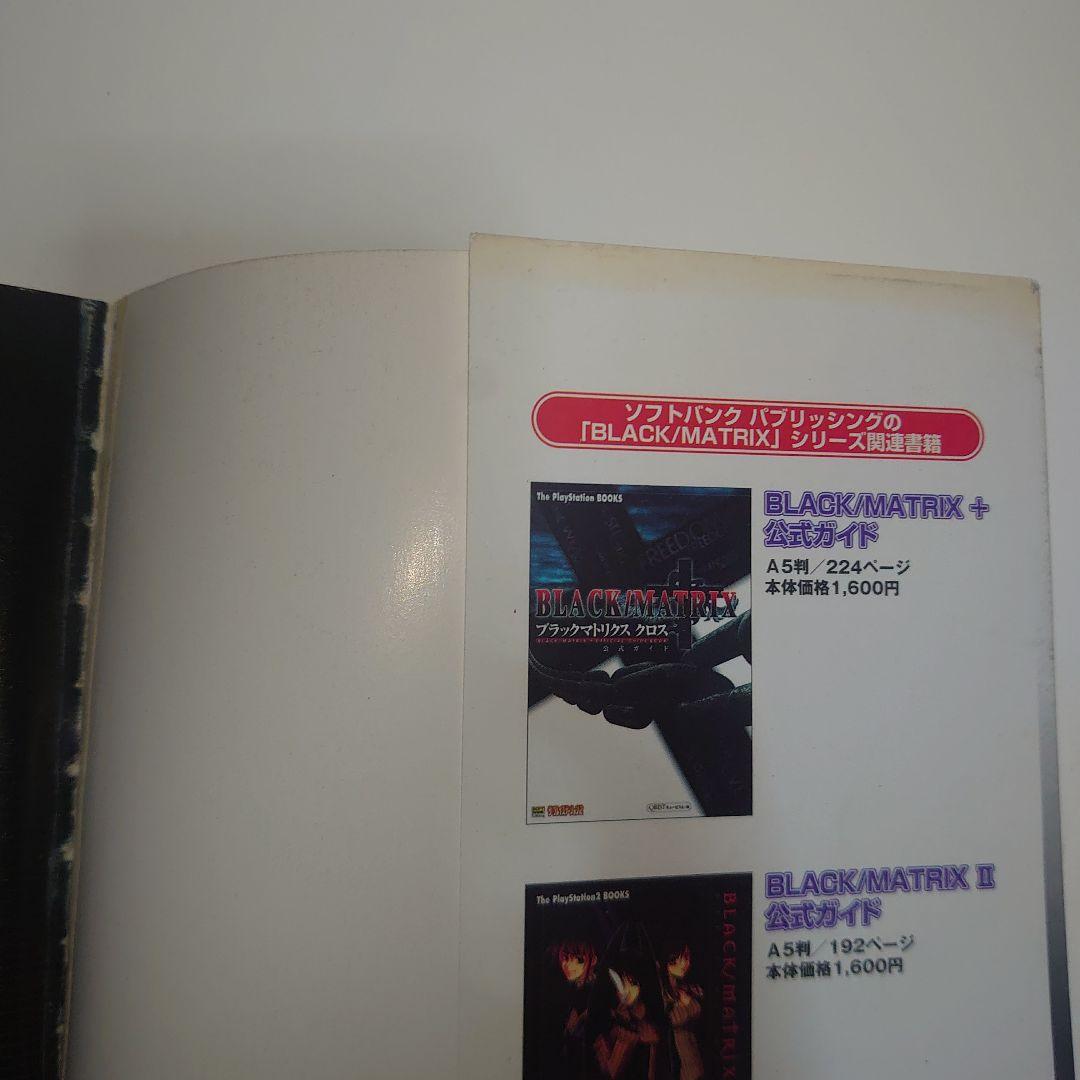 ソフトバンク パブリッシングの
「BLACK/MATRIX」シリーズ関連書籍
The PlayStation BOOKS
BLACK/MATRIX
ブラックマトリクス クロス
公式ガイド
BLACK/MATRIX +
公式ガイド
A5判／224ページ
本体価格1,600円
The PlayStation2 BOOKS
BLACK/MATRIX
BLACK/MATRIX II
公式ガイド
A5判／192ページ
本体価格1,600円